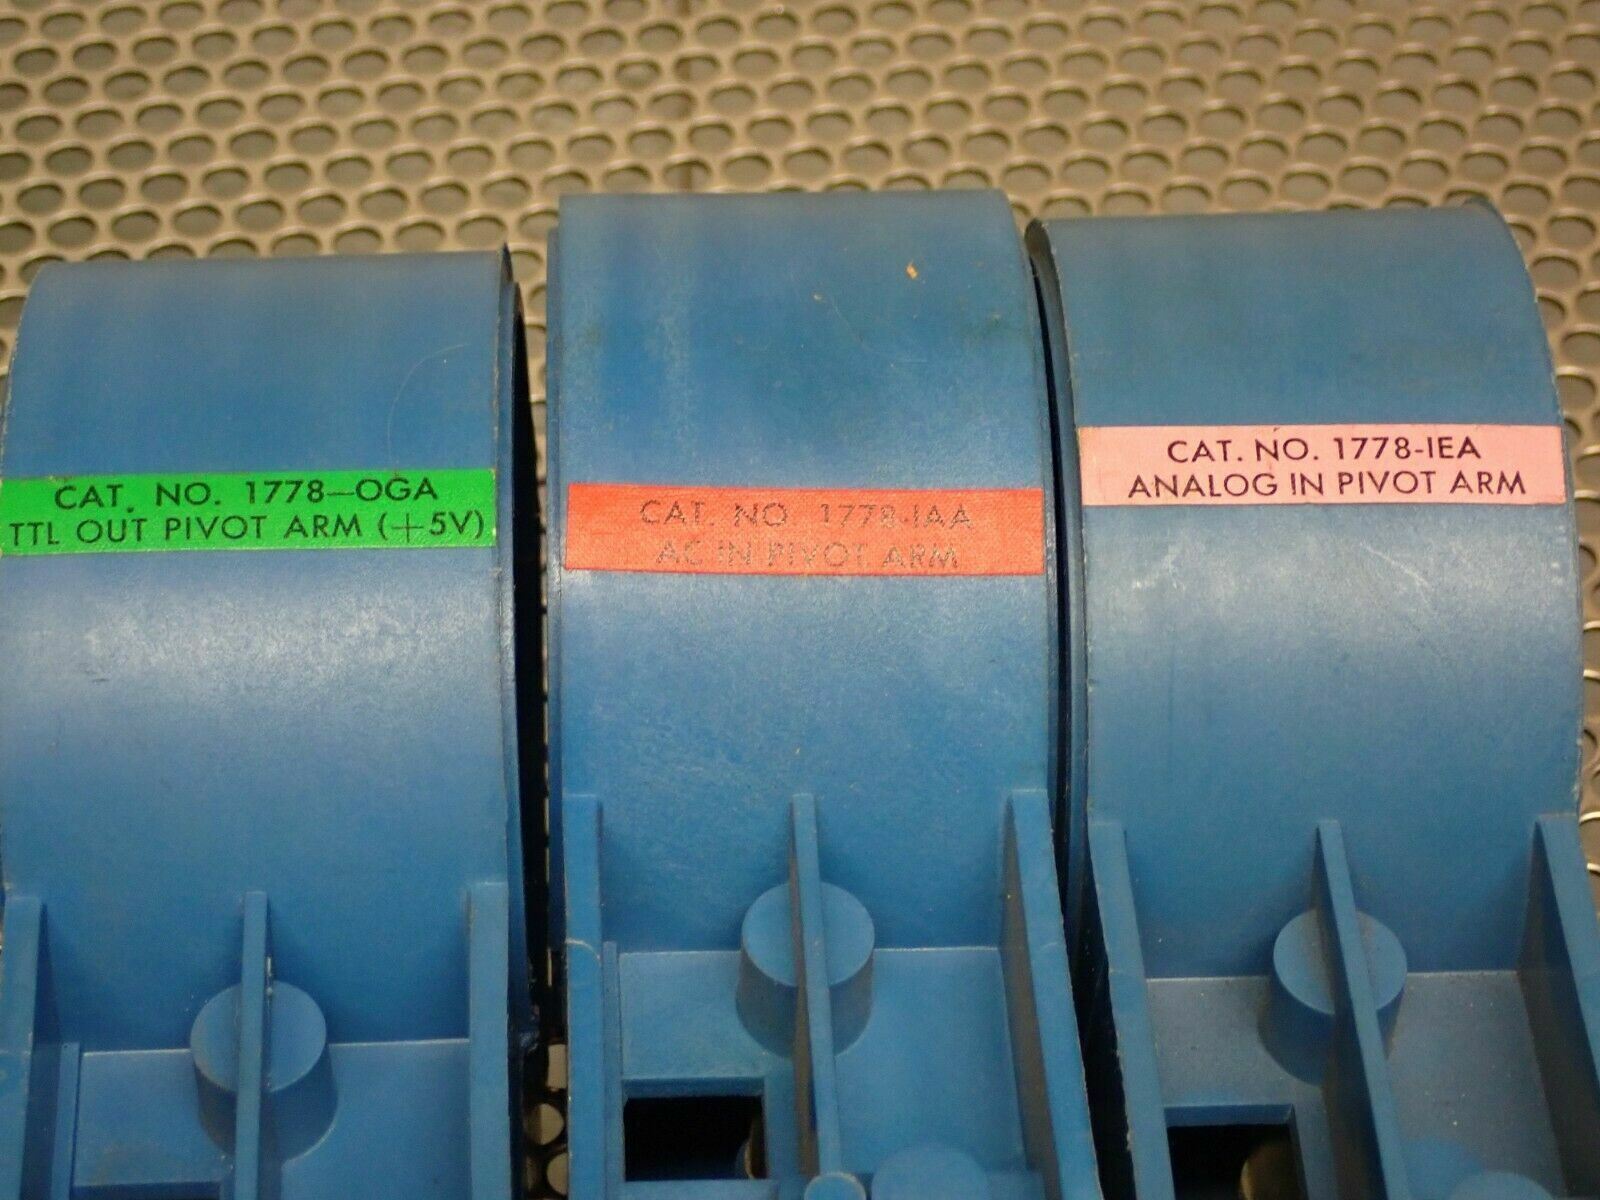 CAT. NO. 1778-OGA
TTL OUT PIVOT ARM (+5V)
CAT. NO. 1778-IAA
AC IN PIVOT ARM
CAT. NO. 1778-IEA
ANALOG IN PIVOT ARM